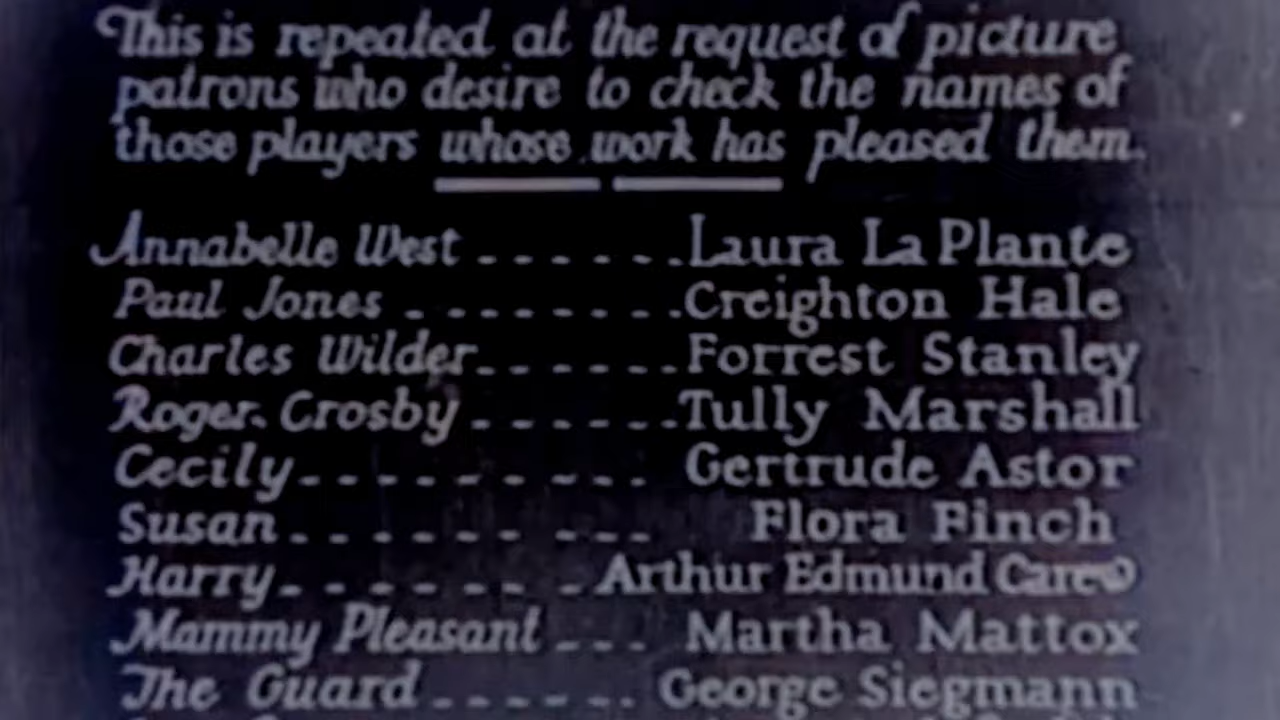 This is repeated at the request of picture
patrons who desire to check the names of
those players whose work has pleased them.
Annabelle West - - - - - -Laura La Plante
Paul Jones - - - - - - - -Creighton Hale
Charles Wilder- - - - - - -Forrest Stanley
Roger Crosby - - - - - - -Tully Marshall
Cecily- - - - - - - - - Gertrude Astor
Susan - - - - - - - - - Flora Finch
Harry- - - - - - - -Arthur Edmund Carew
Mammy Pleasant - - - Martha Mattox
The Guard - - - - - - George Siegmann